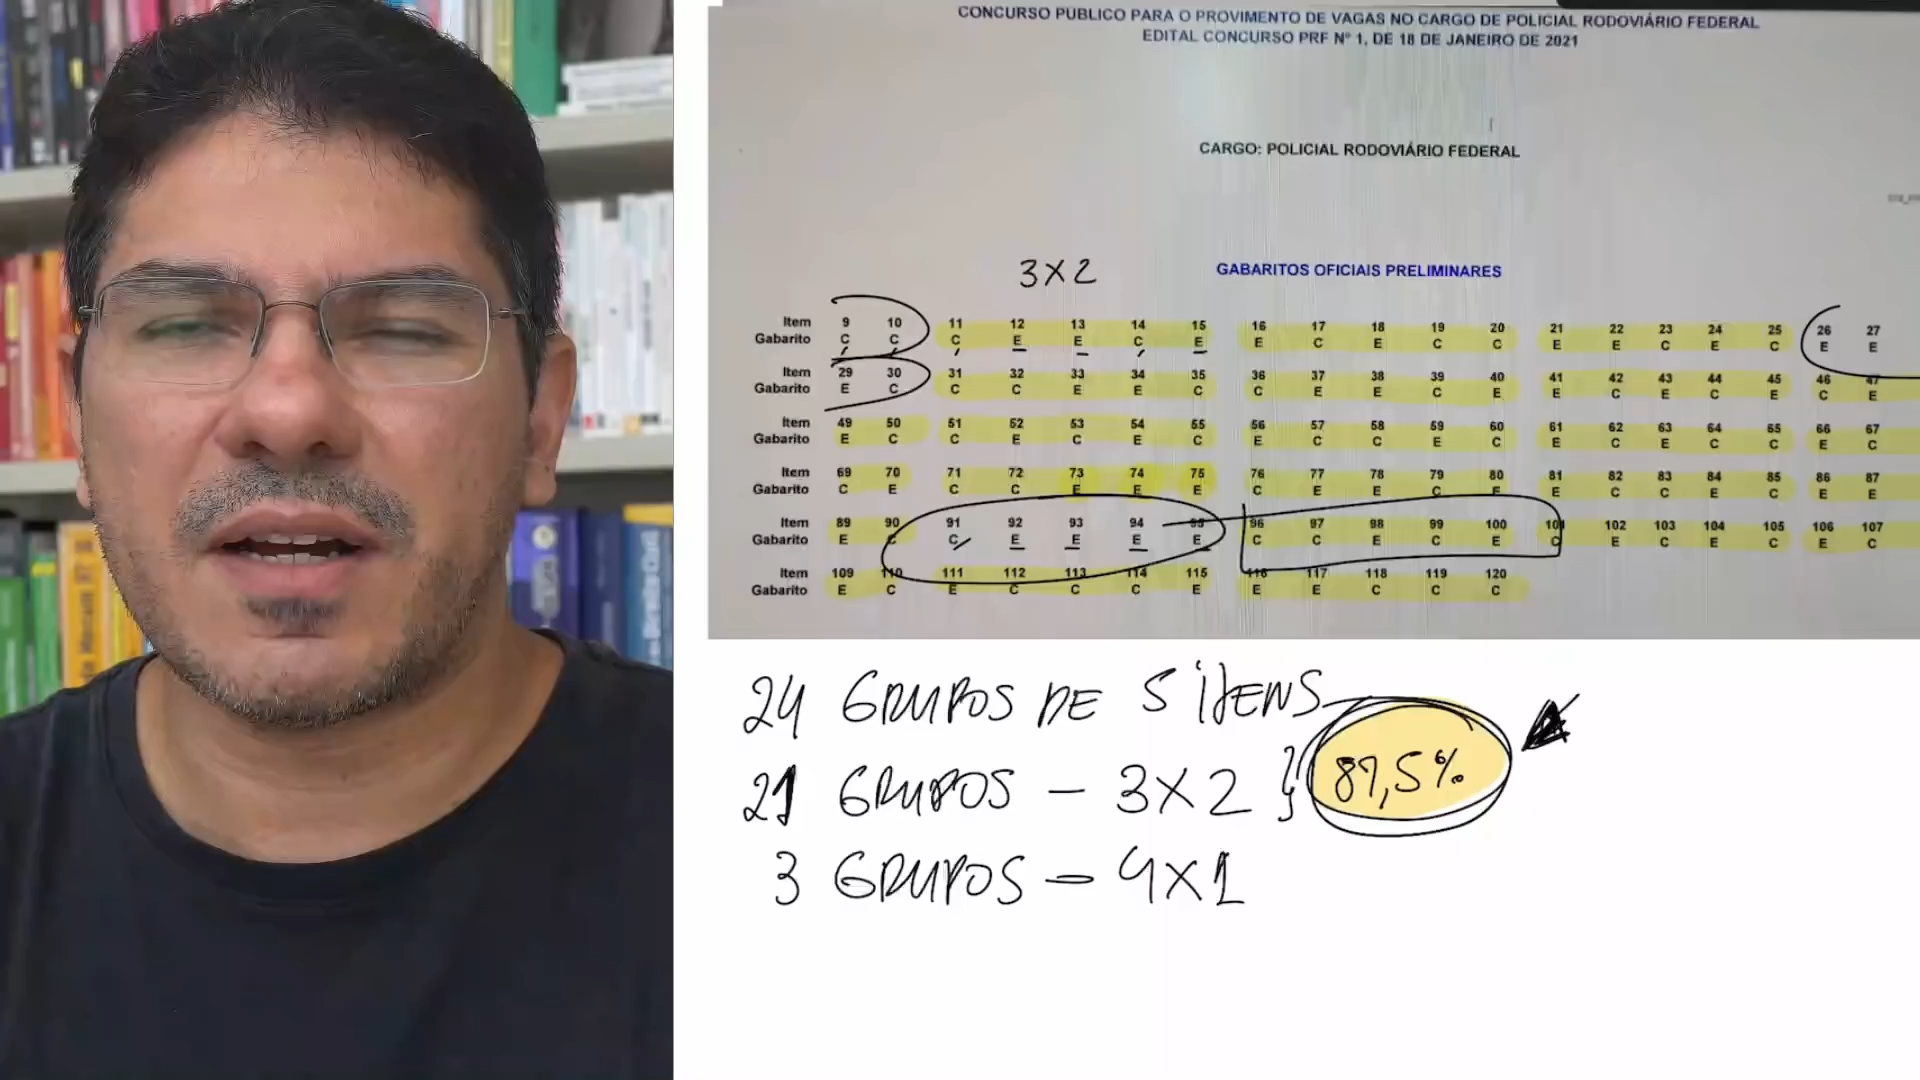 CONCURSO PÚBLICO PARA O PROVIMENTO DE VAGAS NO CARGO DE POLICIAL RODOVIÁRIO FEDERAL
EDITAL CONCURSO PRF Nº 1, DE 18 DE JANEIRO DE 2021
CARGO: POLICIAL RODOVIÁRIO FEDERAL
3X2
GABARITOS OFICIAIS PRELIMINARES
Item 9 10 11 12 13 14 15 16 17 18 19 20 21 22 23 24 25 26 27
Gabarito C C C E E C E E C E C C E E C E C E E
Item 29 30 31 32 33 34 35 36 37 38 39 40 41 42 43 44 45 46 47
Gabarito E C C C E E C C E E C E E C E C E C E
Item 49 50 51 52 53 54 55 56 57 58 59 60 61 62 63 64 65 66 67
Gabarito E C C E C E C E C C E C E C E C C E C
Item 69 70 71 72 73 74 75 76 77 78 79 80 81 82 83 84 85 86 87
Gabarito C E C C E E E C E E C E E C C E C E E
Item 89 90 91 92 93 94 95 96 97 98 99 100 101 102 103 104 105 106 107
Gabarito E C C E E E E C C E C E C E C E C E C
Item 109 110 111 112 113 114 115 116 117 118 119 120
Gabarito E C E C C C E E E C C C
24 GRUPOS DE 5 ITENS
21 GRUPOS - 3X2 } 87,5%
3 GRUPOS - 4X1